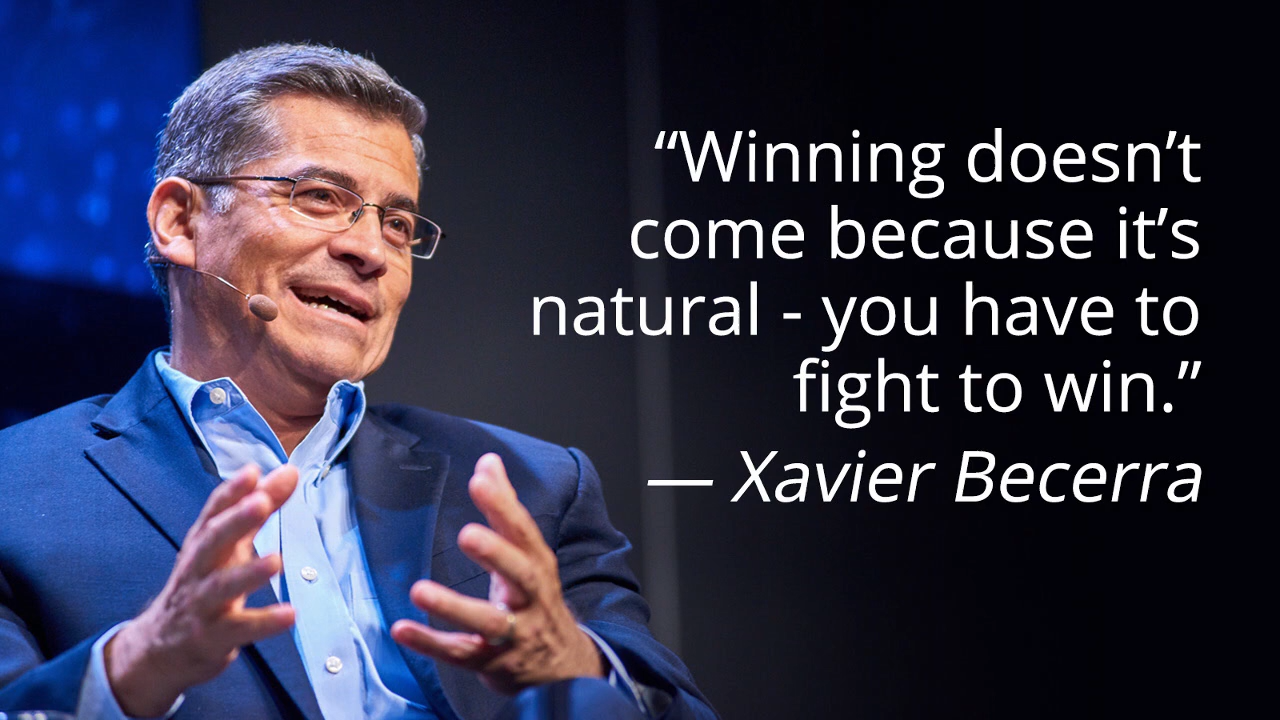 “Winning doesn’t
come because it’s
natural - you have to
fight to win.”
— Xavier Becerra